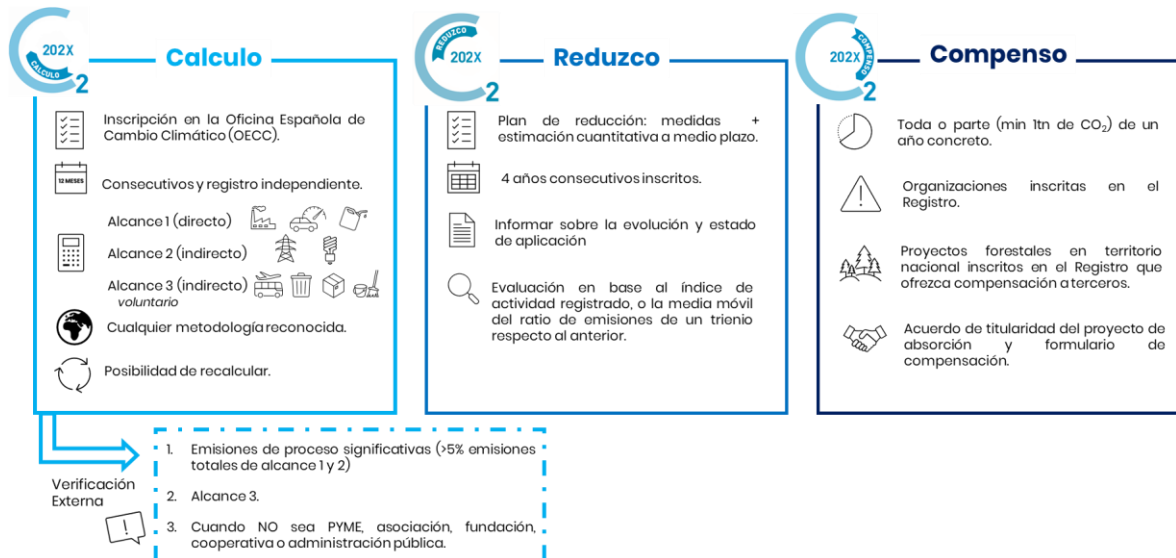 202X
CALCULO
2
Calculo
Inscripción en la Oficina Española de
Cambio Climático (OECC).
12 MESES
Consecutivos y registro independiente.
Alcance 1 (directo)
Alcance 2 (indirecto)
Alcance 3 (indirecto)
voluntario
Cualquier metodología reconocida.
Posibilidad de recalcular.
Verificación
Externa
1. Emisiones de proceso significativas (>5% emisiones
totales de alcance 1 y 2)
2. Alcance 3.
3. Cuando NO sea PYME, asociación, fundación,
cooperativa o administración pública.
REDUZCO
202X
2
Reduzco
Plan de reducción: medidas +
estimación cuantitativa a medio plazo.
4 años consecutivos inscritos.
Informar sobre la evolución y estado
de aplicación
Evaluación en base al índice de
actividad registrado, o la media móvil
del ratio de emisiones de un trienio
respecto al anterior.
202X
COMPENSO
2
Compenso
Toda o parte (min 1tn de CO₂) de un
año concreto.
Organizaciones inscritas en el
Registro.
Proyectos forestales en territorio
nacional inscritos en el Registro que
ofrezca compensación a terceros.
Acuerdo de titularidad del proyecto de
absorción y formulario de
compensación.